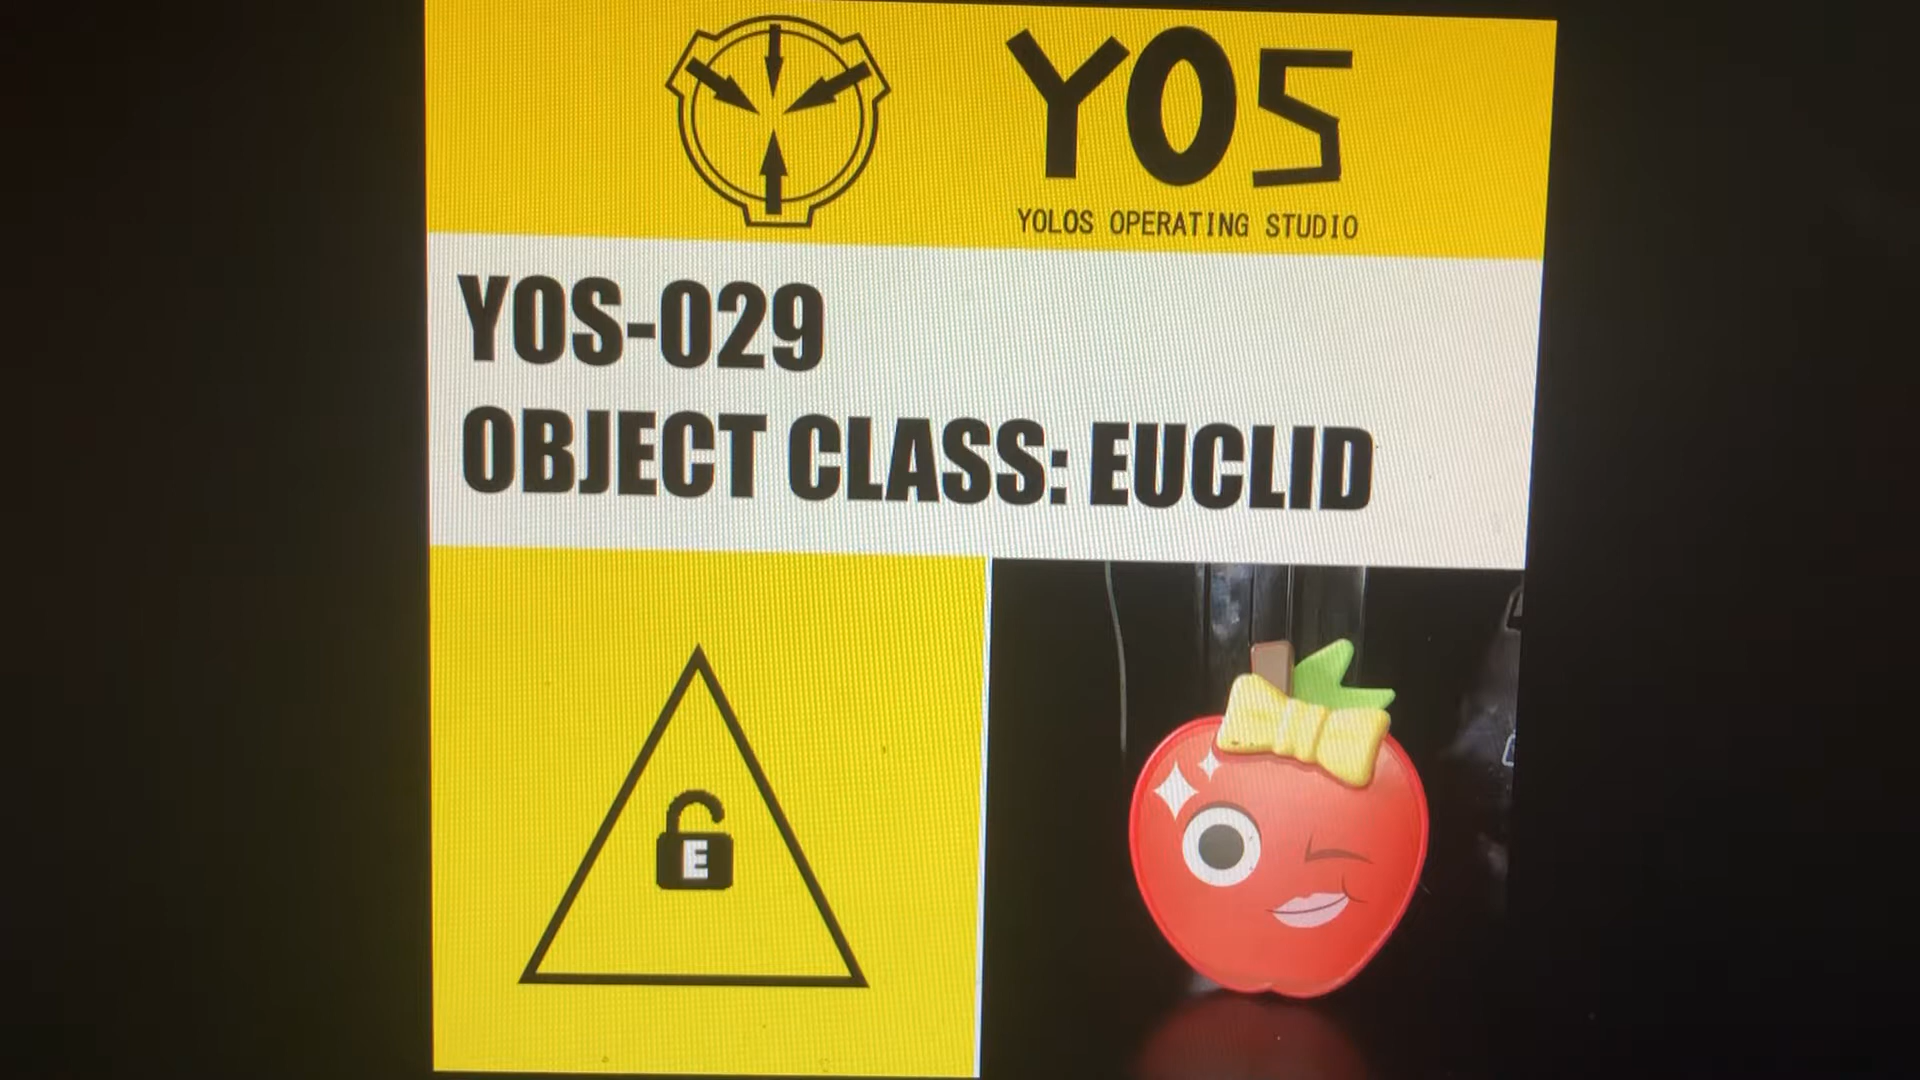 YOS
YOLOS OPERATING STUDIO
YOS-029
OBJECT CLASS: EUCLID
E